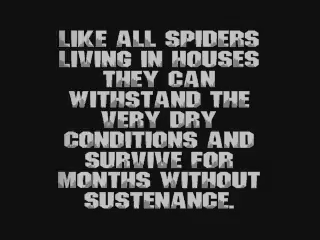 LIKE ALL SPIDERS
LIVING IN HOUSES
THEY CAN
WITHSTAND THE
VERY DRY
CONDITIONS AND
SURVIVE FOR
MONTHS WITHOUT
SUSTENANCE.